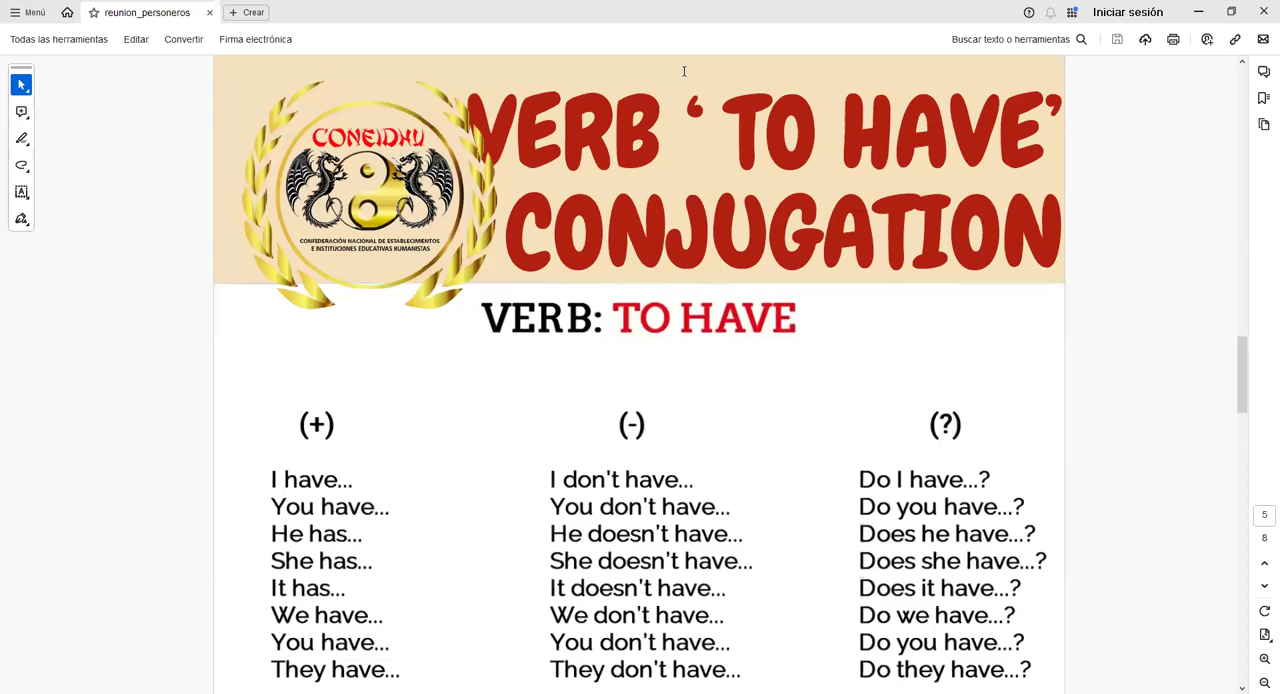 Menú
reunion_personeros
Crear
Iniciar sesión
Todas las herramientas
Editar
Convertir
Firma electrónica
Buscar texto o herramientas
CONEIDHU
CONFEDERACIÓN NACIONAL DE ESTABLECIMIENTOS
E INSTITUCIONES EDUCATIVAS HUMANISTAS
VERB ‘ TO HAVE’
CONJUGATION
VERB: TO HAVE
(+)
I have...
You have...
He has...
She has...
It has...
We have...
You have...
They have...
(-)
I don't have...
You don't have...
He doesn't have...
She doesn't have...
It doesn't have...
We don't have...
You don't have...
They don't have...
(?)
Do I have...?
Do you have...?
Does he have...?
Does she have...?
Does it have...?
Do we have...?
Do you have...?
Do they have...?
5
8